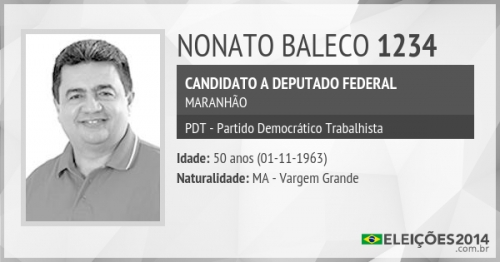 NONATO BALECO 1234
CANDIDATO A DEPUTADO FEDERAL
MARANHÃO
PDT - Partido Democrático Trabalhista
Idade: 50 anos (01-11-1963)
Naturalidade: MA - Vargem Grande
ELEIÇÕES2014
.com.br